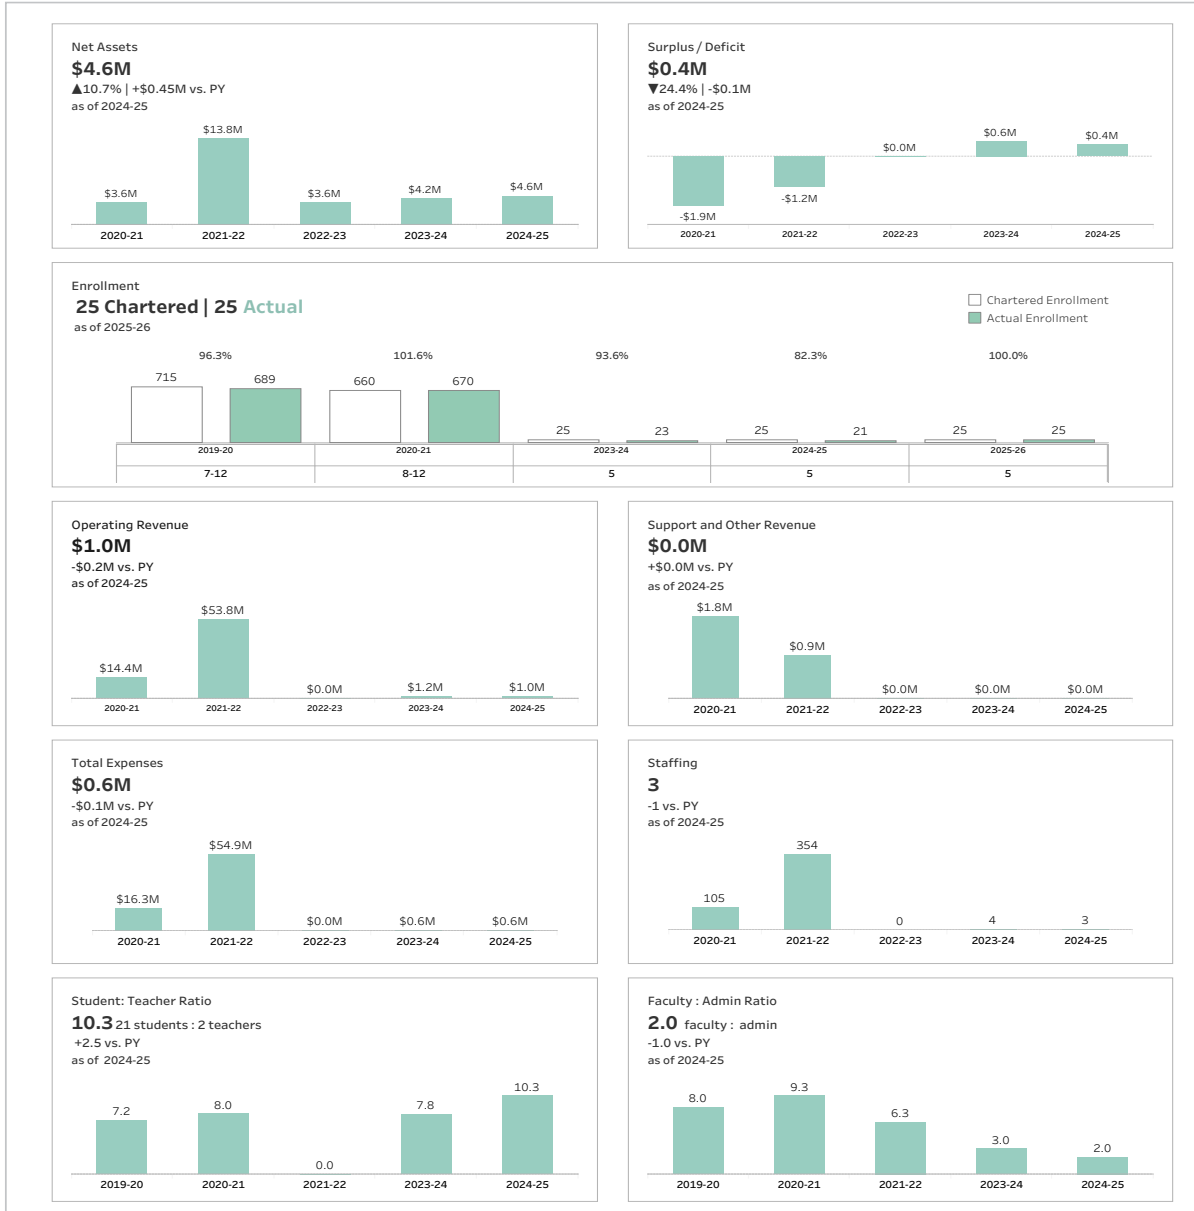 Net Assets
$4.6M
▲10.7% | +$0.45M vs. PY
as of 2024-25
$3.6M $13.8M $3.6M $4.2M $4.6M
2020-21 2021-22 2022-23 2023-24 2024-25
Surplus / Deficit
$0.4M
▼24.4% | -$0.1M
as of 2024-25
-$1.9M -$1.2M $0.0M $0.6M $0.4M
2020-21 2021-22 2022-23 2023-24 2024-25
Enrollment
25 Chartered | 25 Actual
as of 2025-26
Chartered Enrollment
Actual Enrollment
96.3% 101.6% 93.6% 82.3% 100.0%
715 689 660 670 25 23 25 21 25 25
2019-20 2020-21 2023-24 2024-25 2025-26
7-12 8-12 5 5 5
Operating Revenue
$1.0M
-$0.2M vs. PY
as of 2024-25
$14.4M $53.8M $0.0M $1.2M $1.0M
2020-21 2021-22 2022-23 2023-24 2024-25
Support and Other Revenue
$0.0M
+$0.0M vs. PY
as of 2024-25
$1.8M $0.9M $0.0M $0.0M $0.0M
2020-21 2021-22 2022-23 2023-24 2024-25
Total Expenses
$0.6M
-$0.1M vs. PY
as of 2024-25
$16.3M $54.9M $0.0M $0.6M $0.6M
2020-21 2021-22 2022-23 2023-24 2024-25
Staffing
3
-1 vs. PY
as of 2024-25
105 354 0 4 3
2020-21 2021-22 2022-23 2023-24 2024-25
Student: Teacher Ratio
10.3 21 students : 2 teachers
+2.5 vs. PY
as of 2024-25
7.2 8.0 0.0 7.8 10.3
2019-20 2020-21 2021-22 2023-24 2024-25
Faculty : Admin Ratio
2.0 faculty : admin
-1.0 vs. PY
as of 2024-25
8.0 9.3 6.3 3.0 2.0
2019-20 2020-21 2021-22 2023-24 2024-25